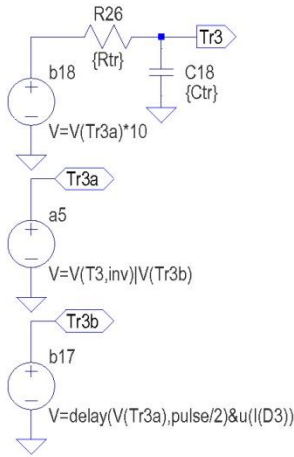 R26
Tr3
{Rtr}
b18
C18
{Ctr}
V=V(Tr3a)*10
Tr3a
a5
V=V(T3,inv)|V(Tr3b)
Tr3b
b17
V=delay(V(Tr3a),pulse/2)&u(I(D3))